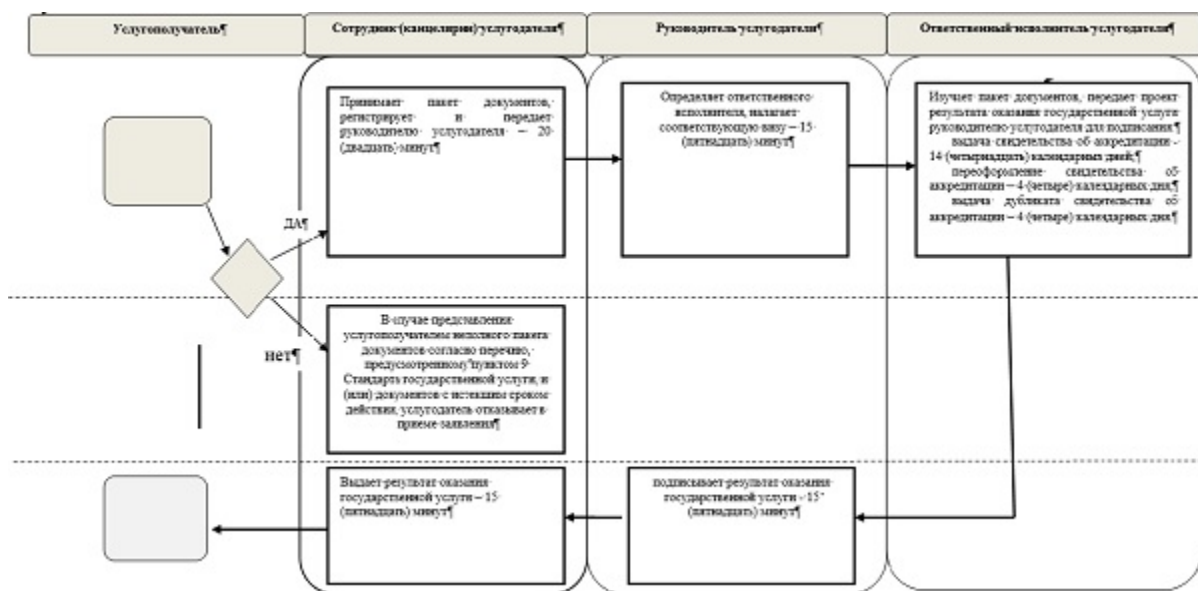 Услугополучатель¶
Сотрудник (канцелярии) услугодателя¶
Руководитель услугодателя¶
Ответственный исполнитель услугодателя¶
Принимает пакет документов,
регистрирует и передает
руководителю услугодателя – 20
(двадцать) минут¶
Определяет ответственного
исполнителя, налагает
соответствующую визу – 15
(пятнадцать) минут¶
¶
Изучает пакет документов, передает проект
результата оказания государственной услуги
руководителю услугодателя для подписания¶
выдача свидетельства об аккредитации -
14 (четырнадцать) календарных дней;¶
переоформление свидетельства об
аккредитации – 4 (четыре) календарных дня;¶
выдача дубликата свидетельства об
аккредитации – 4 (четыре) календарных дня¶
ДА¶
нет¶
В случае представления
услугополучателем неполного пакета
документов согласно перечню,
предусмотренному пунктом 9
Стандарта государственной услуги, и
(или) документов с истекшим сроком
действия, услугодатель отказывает в
приеме заявления¶
Выдает результат оказания
государственной услуги – 15
(пятнадцать) минут¶
подписывает результат оказания
государственной услуги - 15
(пятнадцать) минут¶